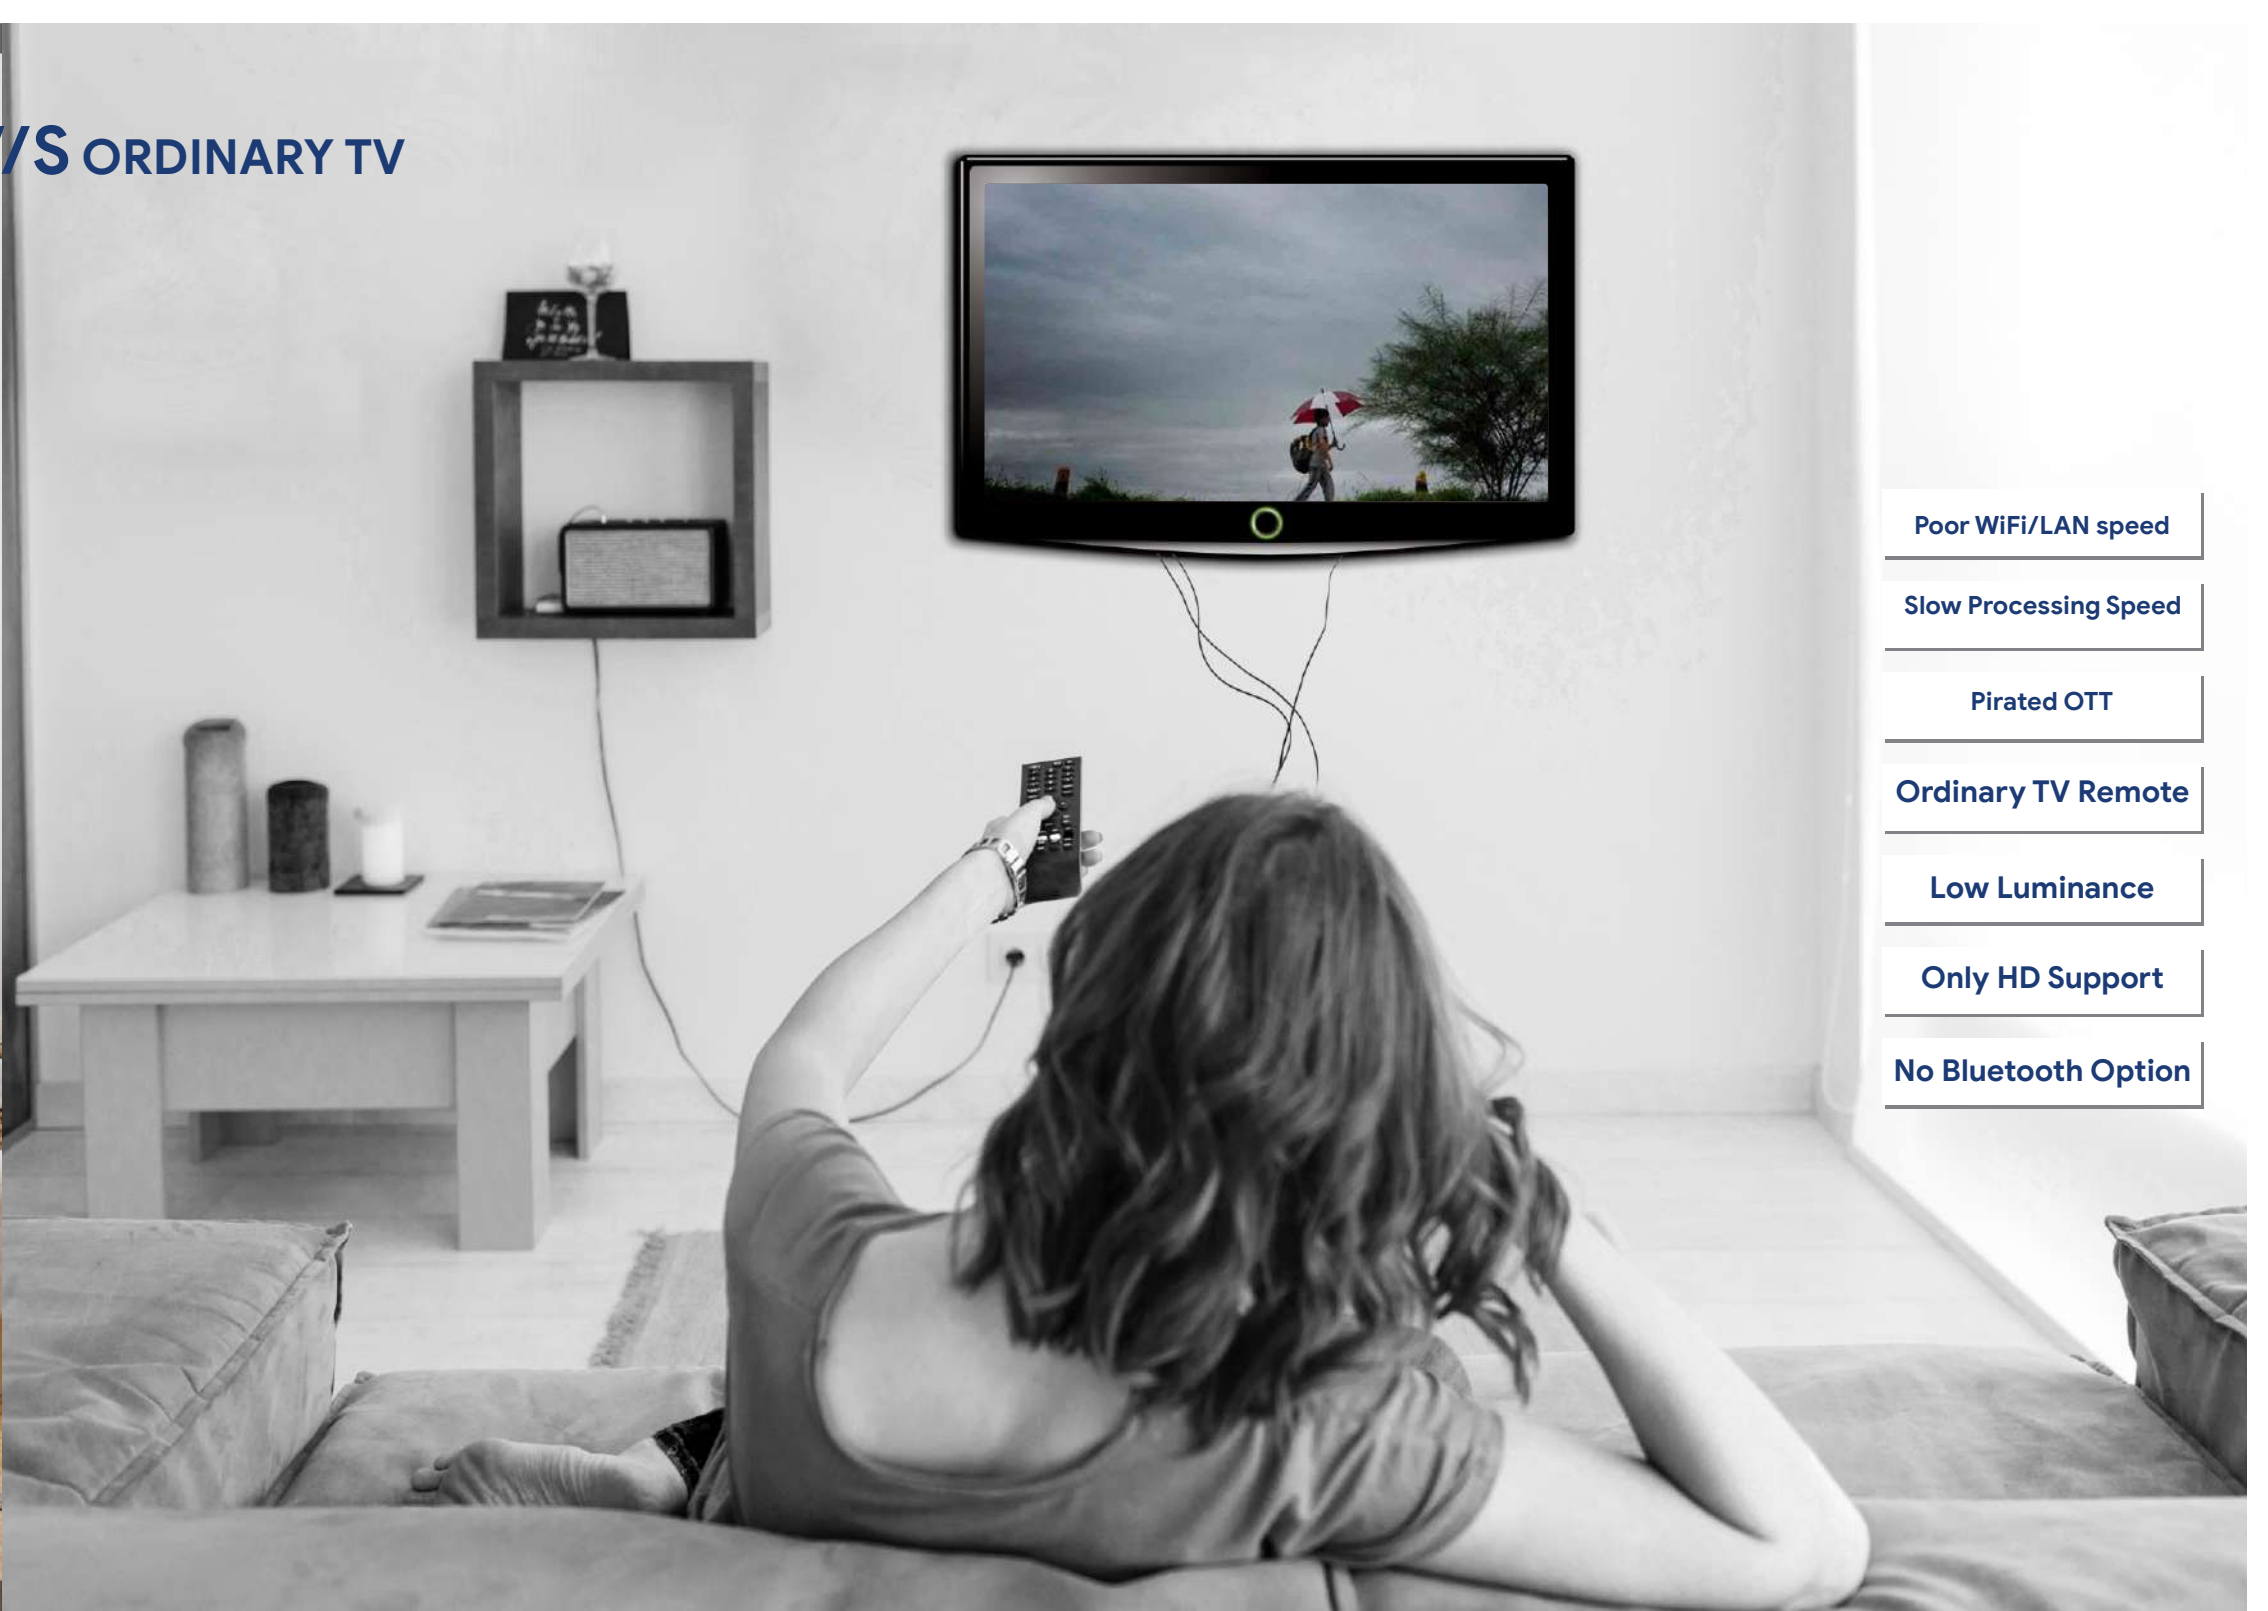 V/S ORDINARY TV
Poor WiFi/LAN speed
Slow Processing Speed
Pirated OTT
Ordinary TV Remote
Low Luminance
Only HD Support
No Bluetooth Option